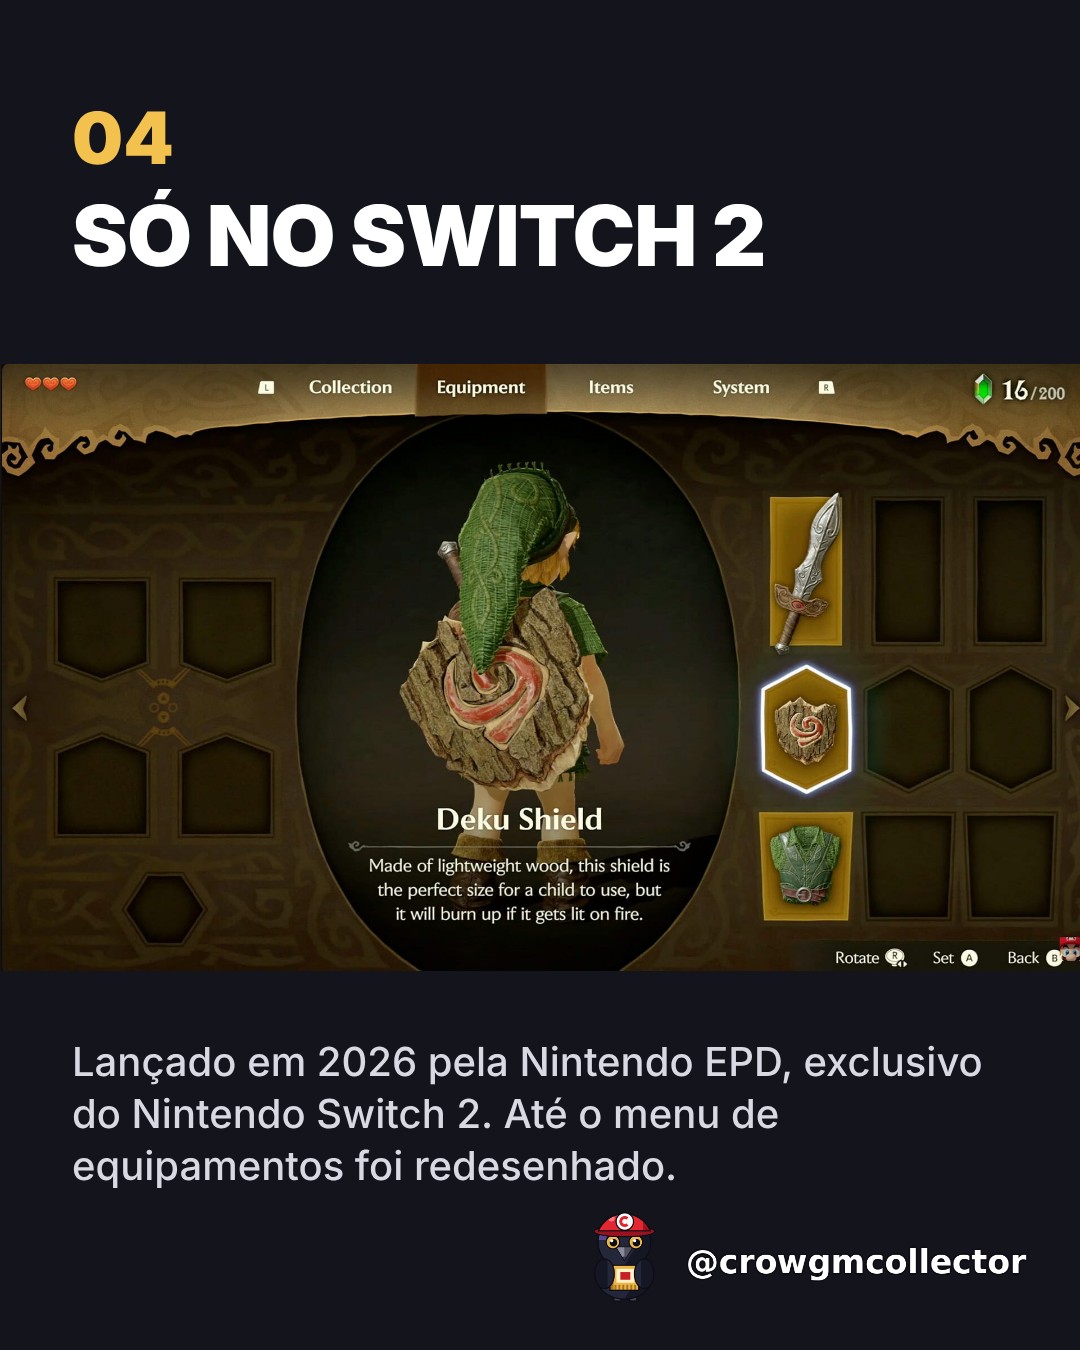 04
SÓ NO SWITCH 2
L Collection Equipment Items System R 16/200
Deku Shield
Made of lightweight wood, this shield is
the perfect size for a child to use, but
it will burn up if it gets lit on fire.
Rotate R Set A Back B
Lançado em 2026 pela Nintendo EPD, exclusivo
do Nintendo Switch 2. Até o menu de
equipamentos foi redesenhado.
C
@crowgmcollector